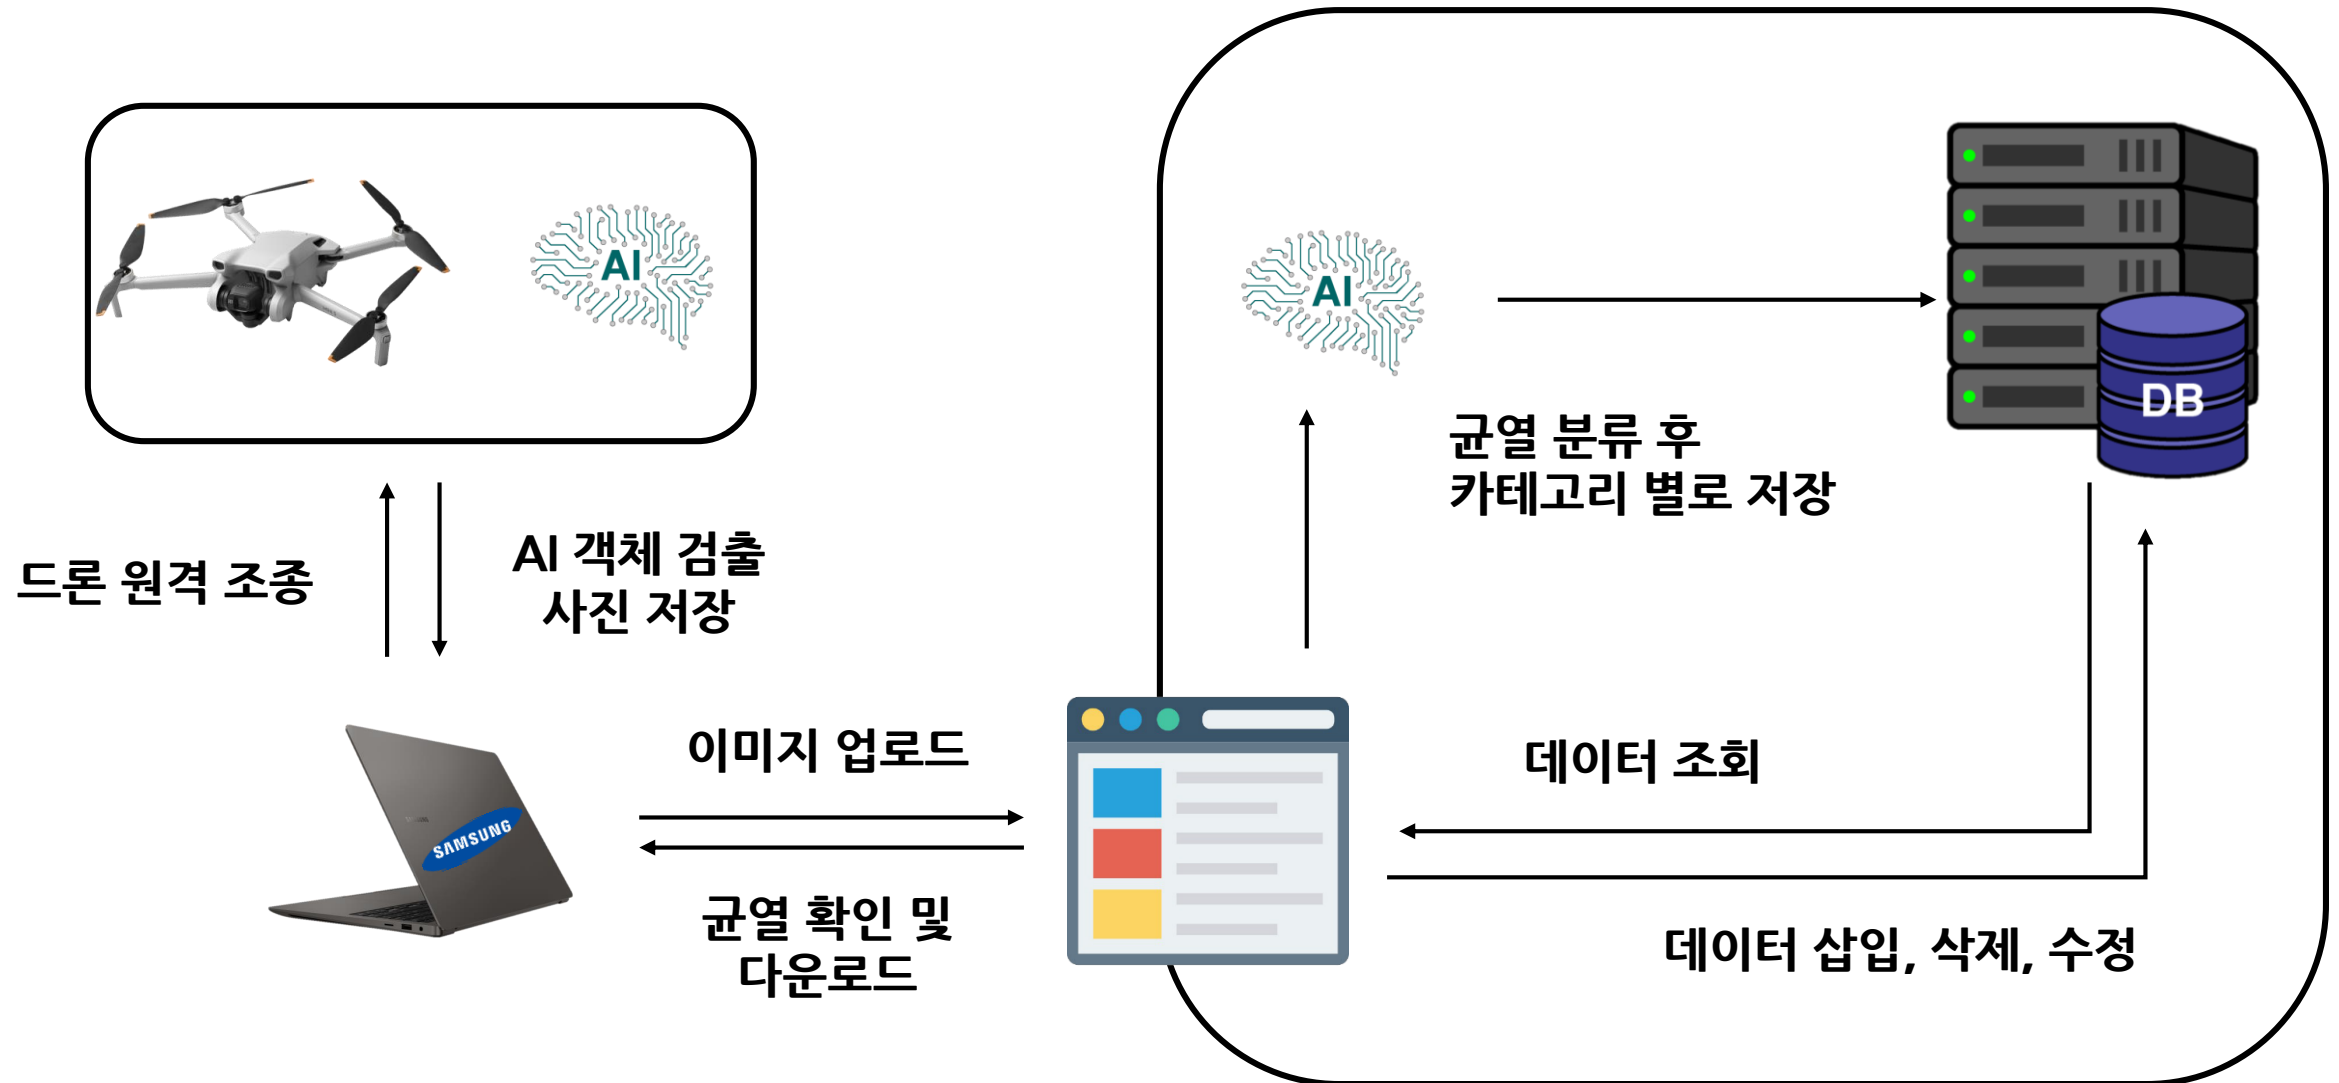 AI
AI
DB
균열 분류 후
카테고리 별로 저장
드론 원격 조종
AI 객체 검출
사진 저장
이미지 업로드
데이터 조회
SAMSUNG
균열 확인 및
다운로드
데이터 삽입, 삭제, 수정